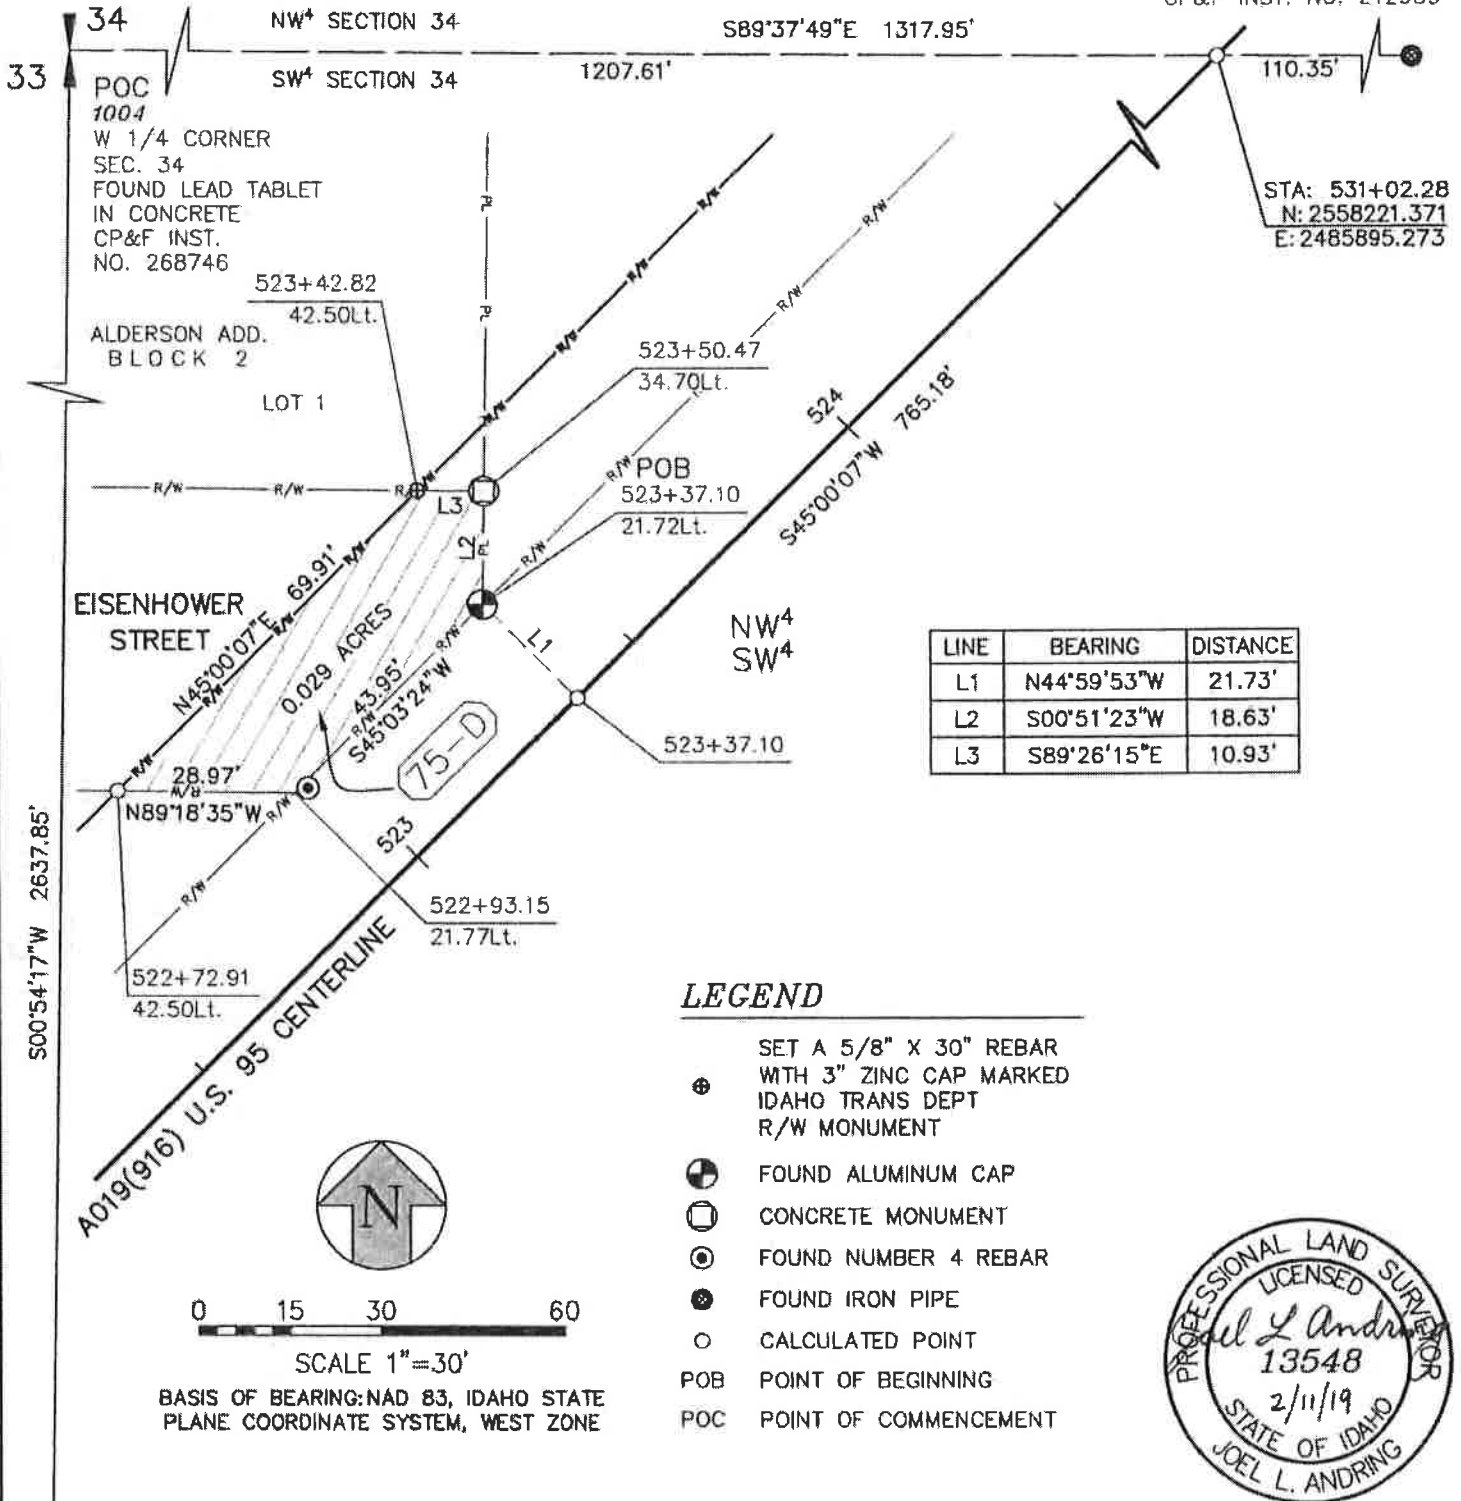 34
NW⁴ SECTION 34
S89°37'49"E 1317.95'
33
SW⁴ SECTION 34
1207.61'
110.35'
POC
1004
W 1/4 CORNER
SEC. 34
FOUND LEAD TABLET
IN CONCRETE
CP&F INST.
NO. 268746
STA: 531+02.28
N: 2558221.371
E: 2485895.273
PL
R/W
R/W
R/W
523+42.82
42.50Lt.
PL
R/W
ALDERSON ADD.
BLOCK 2
LOT 1
523+50.47
34.70Lt.
R/W
R/W
524
S45°00'07"W 765.18'
R/W
R/W
R/W
R/W
L3
POB
523+37.10
21.72Lt.
L2
PL
R/W
R/W
EISENHOWER
STREET
N45°00'07"E 69.91'
R/W
R/W
0.029 ACRES
43.95'
R/W
S45°03'24"W
R/W
L1
NW⁴
SW⁴
LINE BEARING DISTANCE
L1 N44°59'53"W 21.73'
L2 S00°51'23"W 18.63'
L3 S89°26'15"E 10.93'
75-D
523+37.10
R/W
28.97'
R/W
N89°18'35"W
R/W
523
R/W
522+93.15
21.77Lt.
522+72.91
42.50Lt.
S00°54'17"W 2637.85'
A019(916) U.S. 95 CENTERLINE
LEGEND
SET A 5/8" X 30" REBAR
WITH 3" ZINC CAP MARKED
IDAHO TRANS DEPT
R/W MONUMENT
FOUND ALUMINUM CAP
CONCRETE MONUMENT
FOUND NUMBER 4 REBAR
FOUND IRON PIPE
CALCULATED POINT
POB POINT OF BEGINNING
POC POINT OF COMMENCEMENT
N
0 15 30 60
SCALE 1"=30'
BASIS OF BEARING: NAD 83, IDAHO STATE
PLANE COORDINATE SYSTEM, WEST ZONE
PROFESSIONAL LAND SURVEYOR
LICENSED
Joel L Andring
13548
2/11/19
STATE OF IDAHO
JOEL L. ANDRING